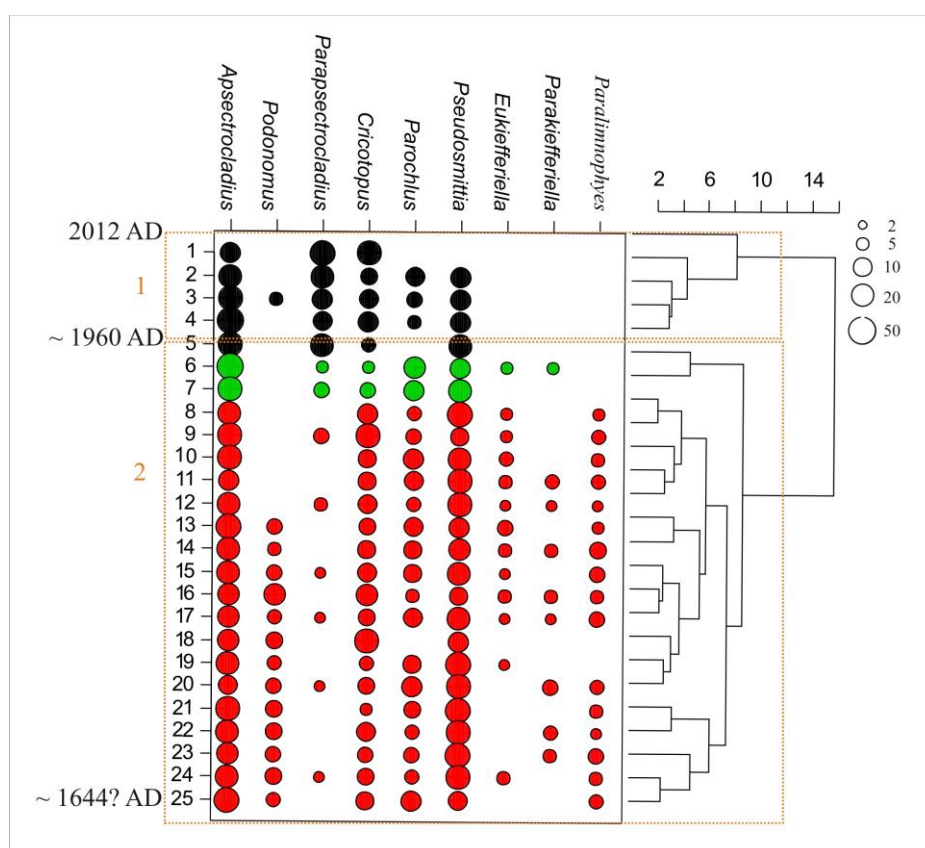 Apsectrocladius
Podonomus
Parapsectrocladius
Cricotopus
Parochlus
Pseudosmittia
Eukiefferiella
Parakiefferiella
Paralimnophyes
2 6 10 14
2
5
10
20
50
2012 AD
1
1
2
3
4
~ 1960 AD
5
6
7
8
9
10
2
11
12
13
14
15
16
17
18
19
20
21
22
23
24
~ 1644? AD 25